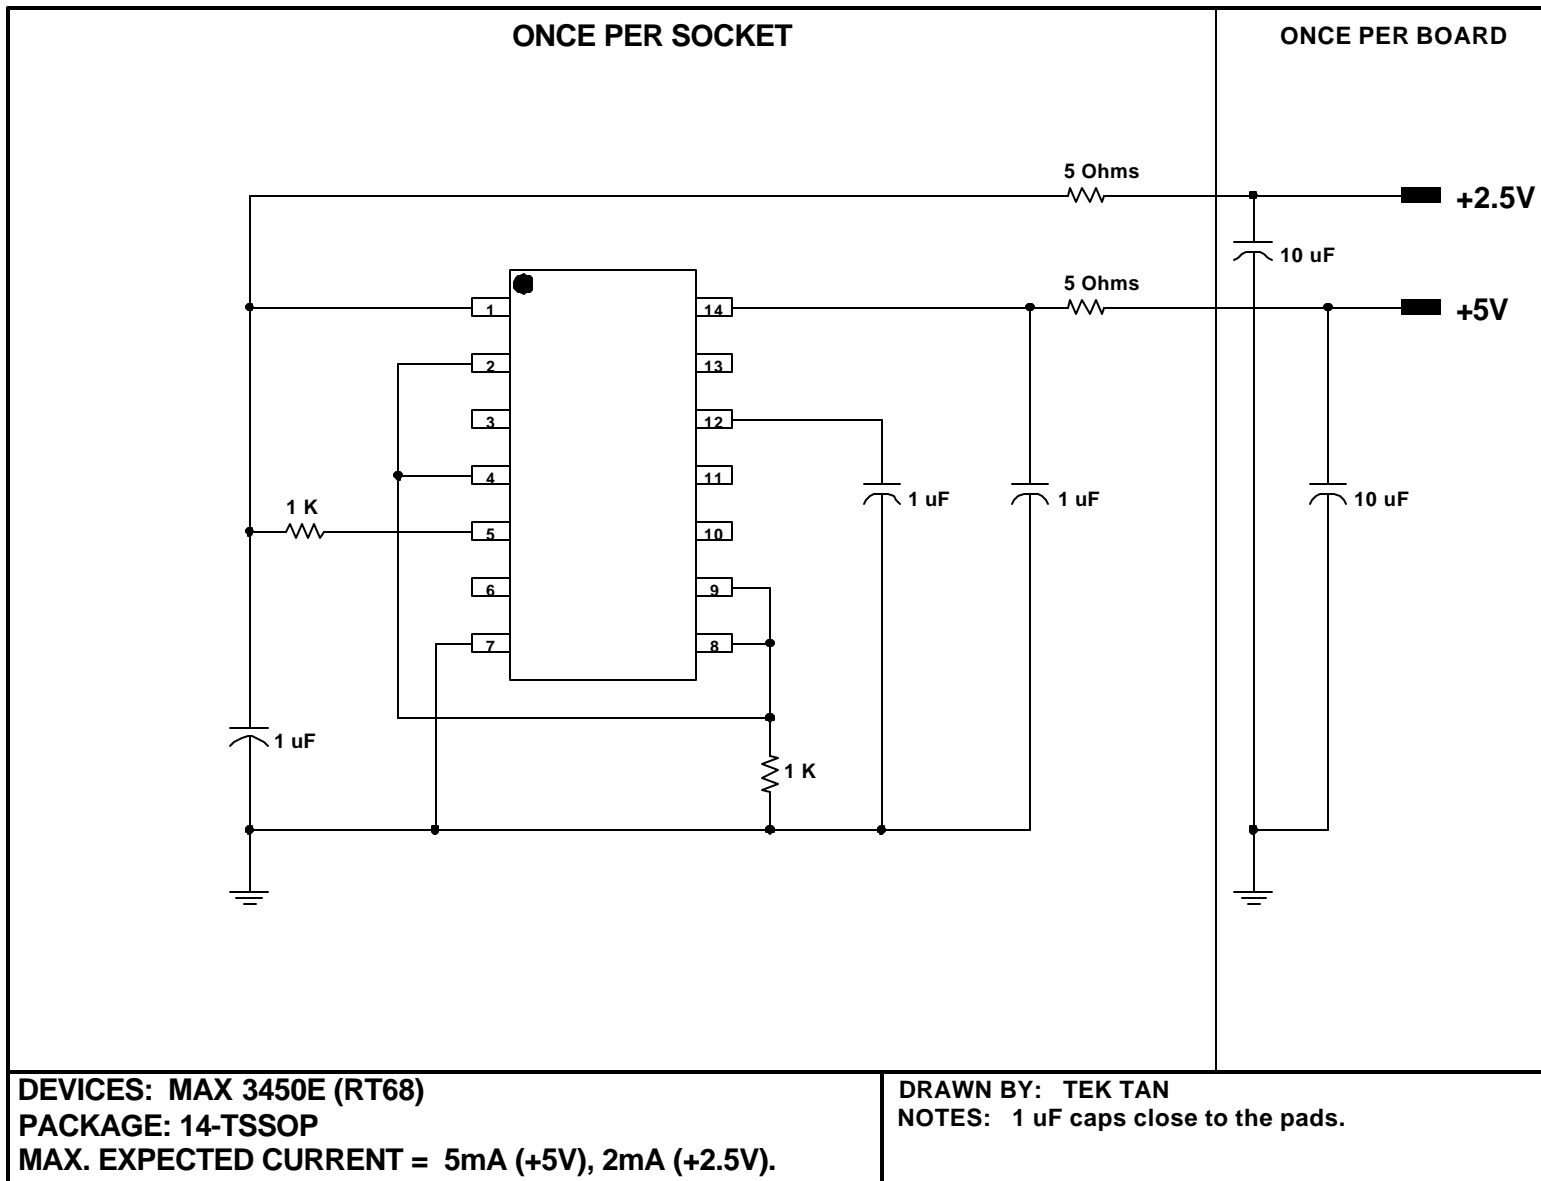 ONCE PER SOCKET
ONCE PER BOARD
5 Ohms
+2.5V
10 uF
5 Ohms
+5V
1
14
2
13
3
12
4
11
1 uF
1 uF
10 uF
1 K
5
10
6
9
7
8
1 uF
1 K
DEVICES: MAX 3450E (RT68)
PACKAGE: 14-TSSOP
MAX. EXPECTED CURRENT = 5mA (+5V), 2mA (+2.5V).
DRAWN BY: TEK TAN
NOTES: 1 uF caps close to the pads.